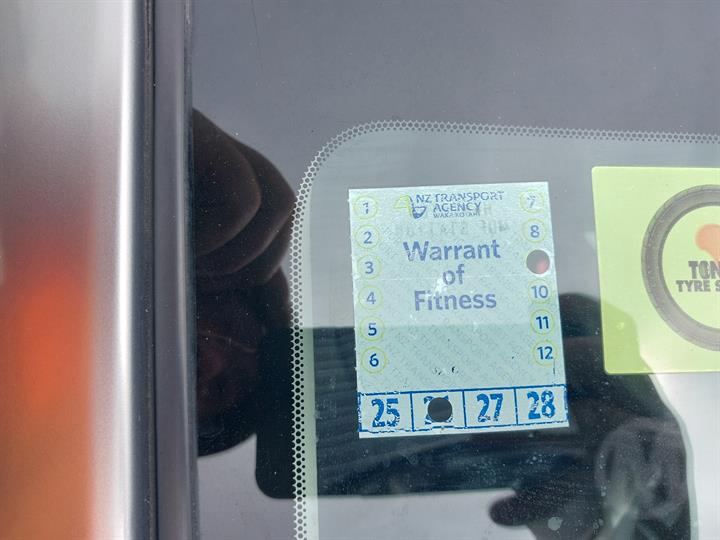 NZ TRANSPORT
AGENCY
WAKA KOTAHI
Warrant
of
Fitness
1
2
3
4
5
6
7
8
10
11
12
25 27 28
TYRE